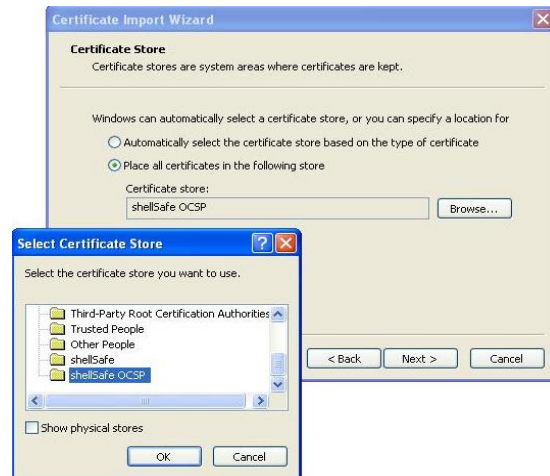 Certificate Import Wizard
Certificate Store
Certificate stores are system areas where certificates are kept.
Windows can automatically select a certificate store, or you can specify a location for
Automatically select the certificate store based on the type of certificate
Place all certificates in the following store
Certificate store:
shellSafe OCSP
Browse...
< Back
Next >
Cancel
Select Certificate Store
Select the certificate store you want to use.
Third-Party Root Certification Authorities
Trusted People
Other People
shellSafe
shellSafe OCSP
Show physical stores
OK
Cancel